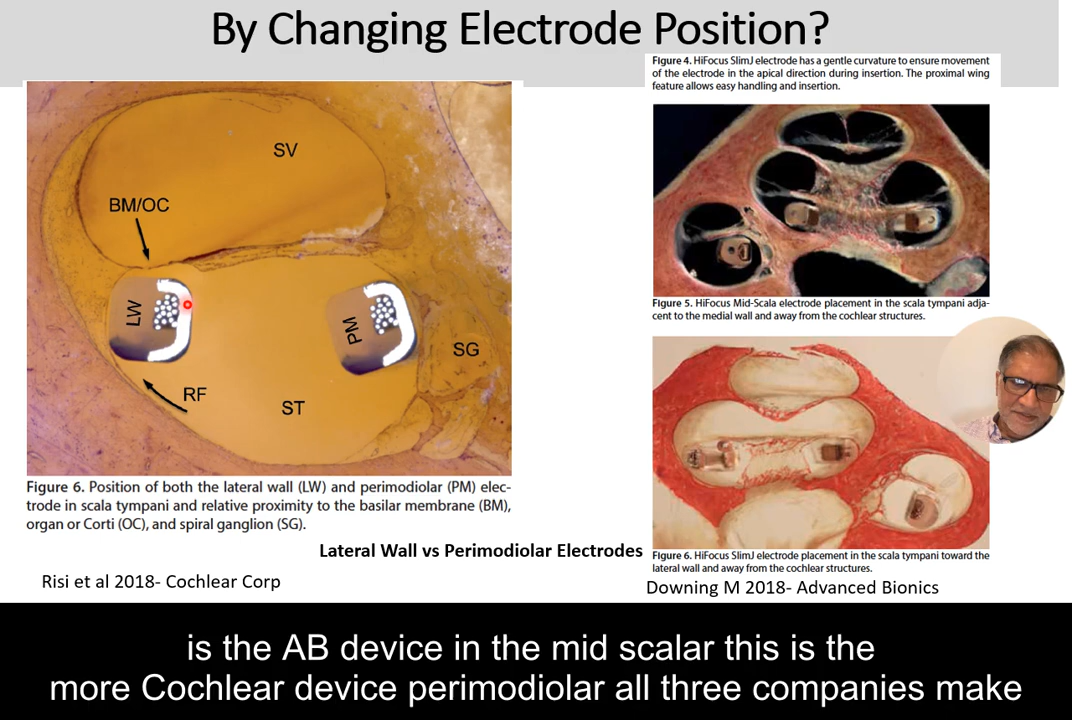 By Changing Electrode Position?
SV
BM/OC
LW
PM
SG
RF
ST
Figure 6. Position of both the lateral wall (LW) and perimodiolar (PM) elec-
trode in scala tympani and relative proximity to the basilar membrane (BM),
organ or Corti (OC), and spiral ganglion (SG).
Lateral Wall vs Perimodiolar Electrodes
Risi et al 2018- Cochlear Corp
Figure 4. HiFocus SlimJ electrode has a gentle curvature to ensure movement
of the electrode in the apical direction during insertion. The proximal wing
feature allows easy handling and insertion.
Figure 5. HiFocus Mid-Scala electrode placement in the scala tympani adja-
cent to the medial wall and away from the cochlear structures.
Figure 6. HiFocus SlimJ electrode placement in the scala tympani toward the
lateral wall and away from the cochlear structures.
Downing M 2018- Advanced Bionics
is the AB device in the mid scalar this is the
more Cochlear device perimodiolar all three companies make